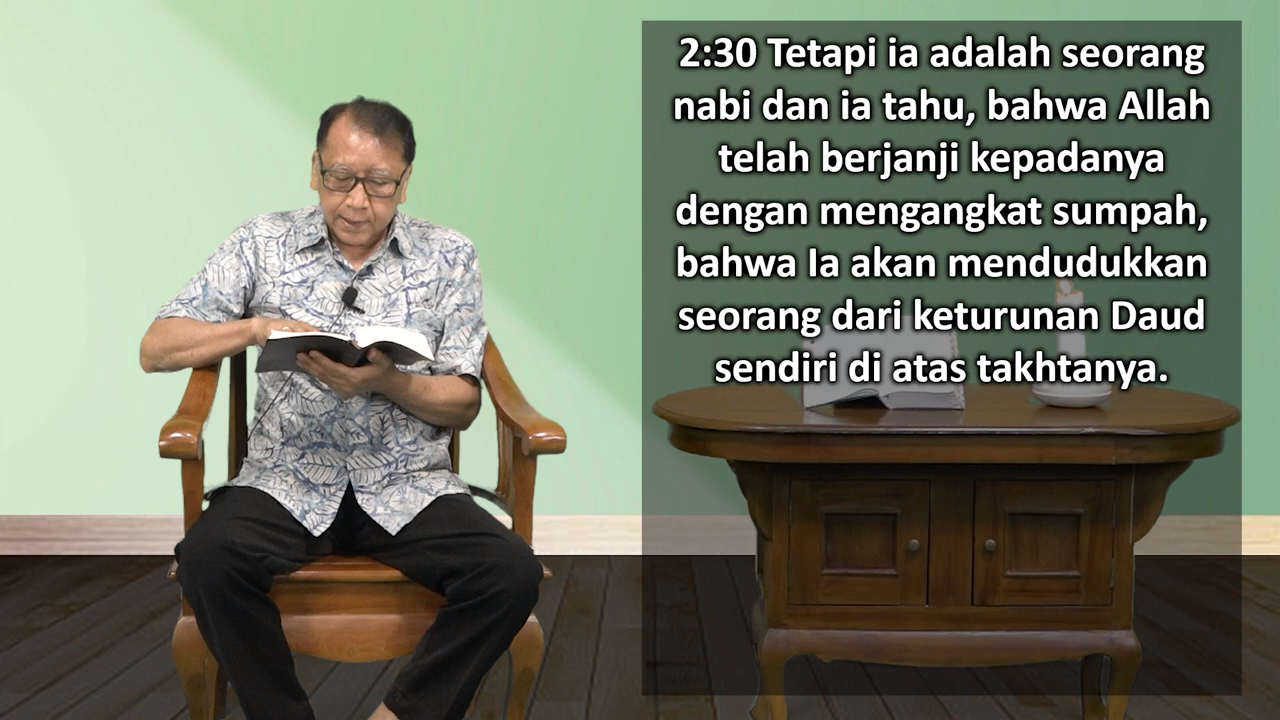 2:30 Tetapi ia adalah seorang
nabi dan ia tahu, bahwa Allah
telah berjanji kepadanya
dengan mengangkat sumpah,
bahwa Ia akan mendudukkan
seorang dari keturunan Daud
sendiri di atas takhtanya.